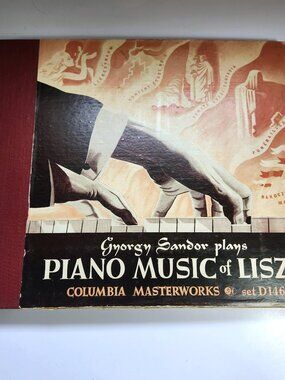 Gyorgy Sandor plays
PIANO MUSIC of LISZ
COLUMBIA MASTERWORKS set D146